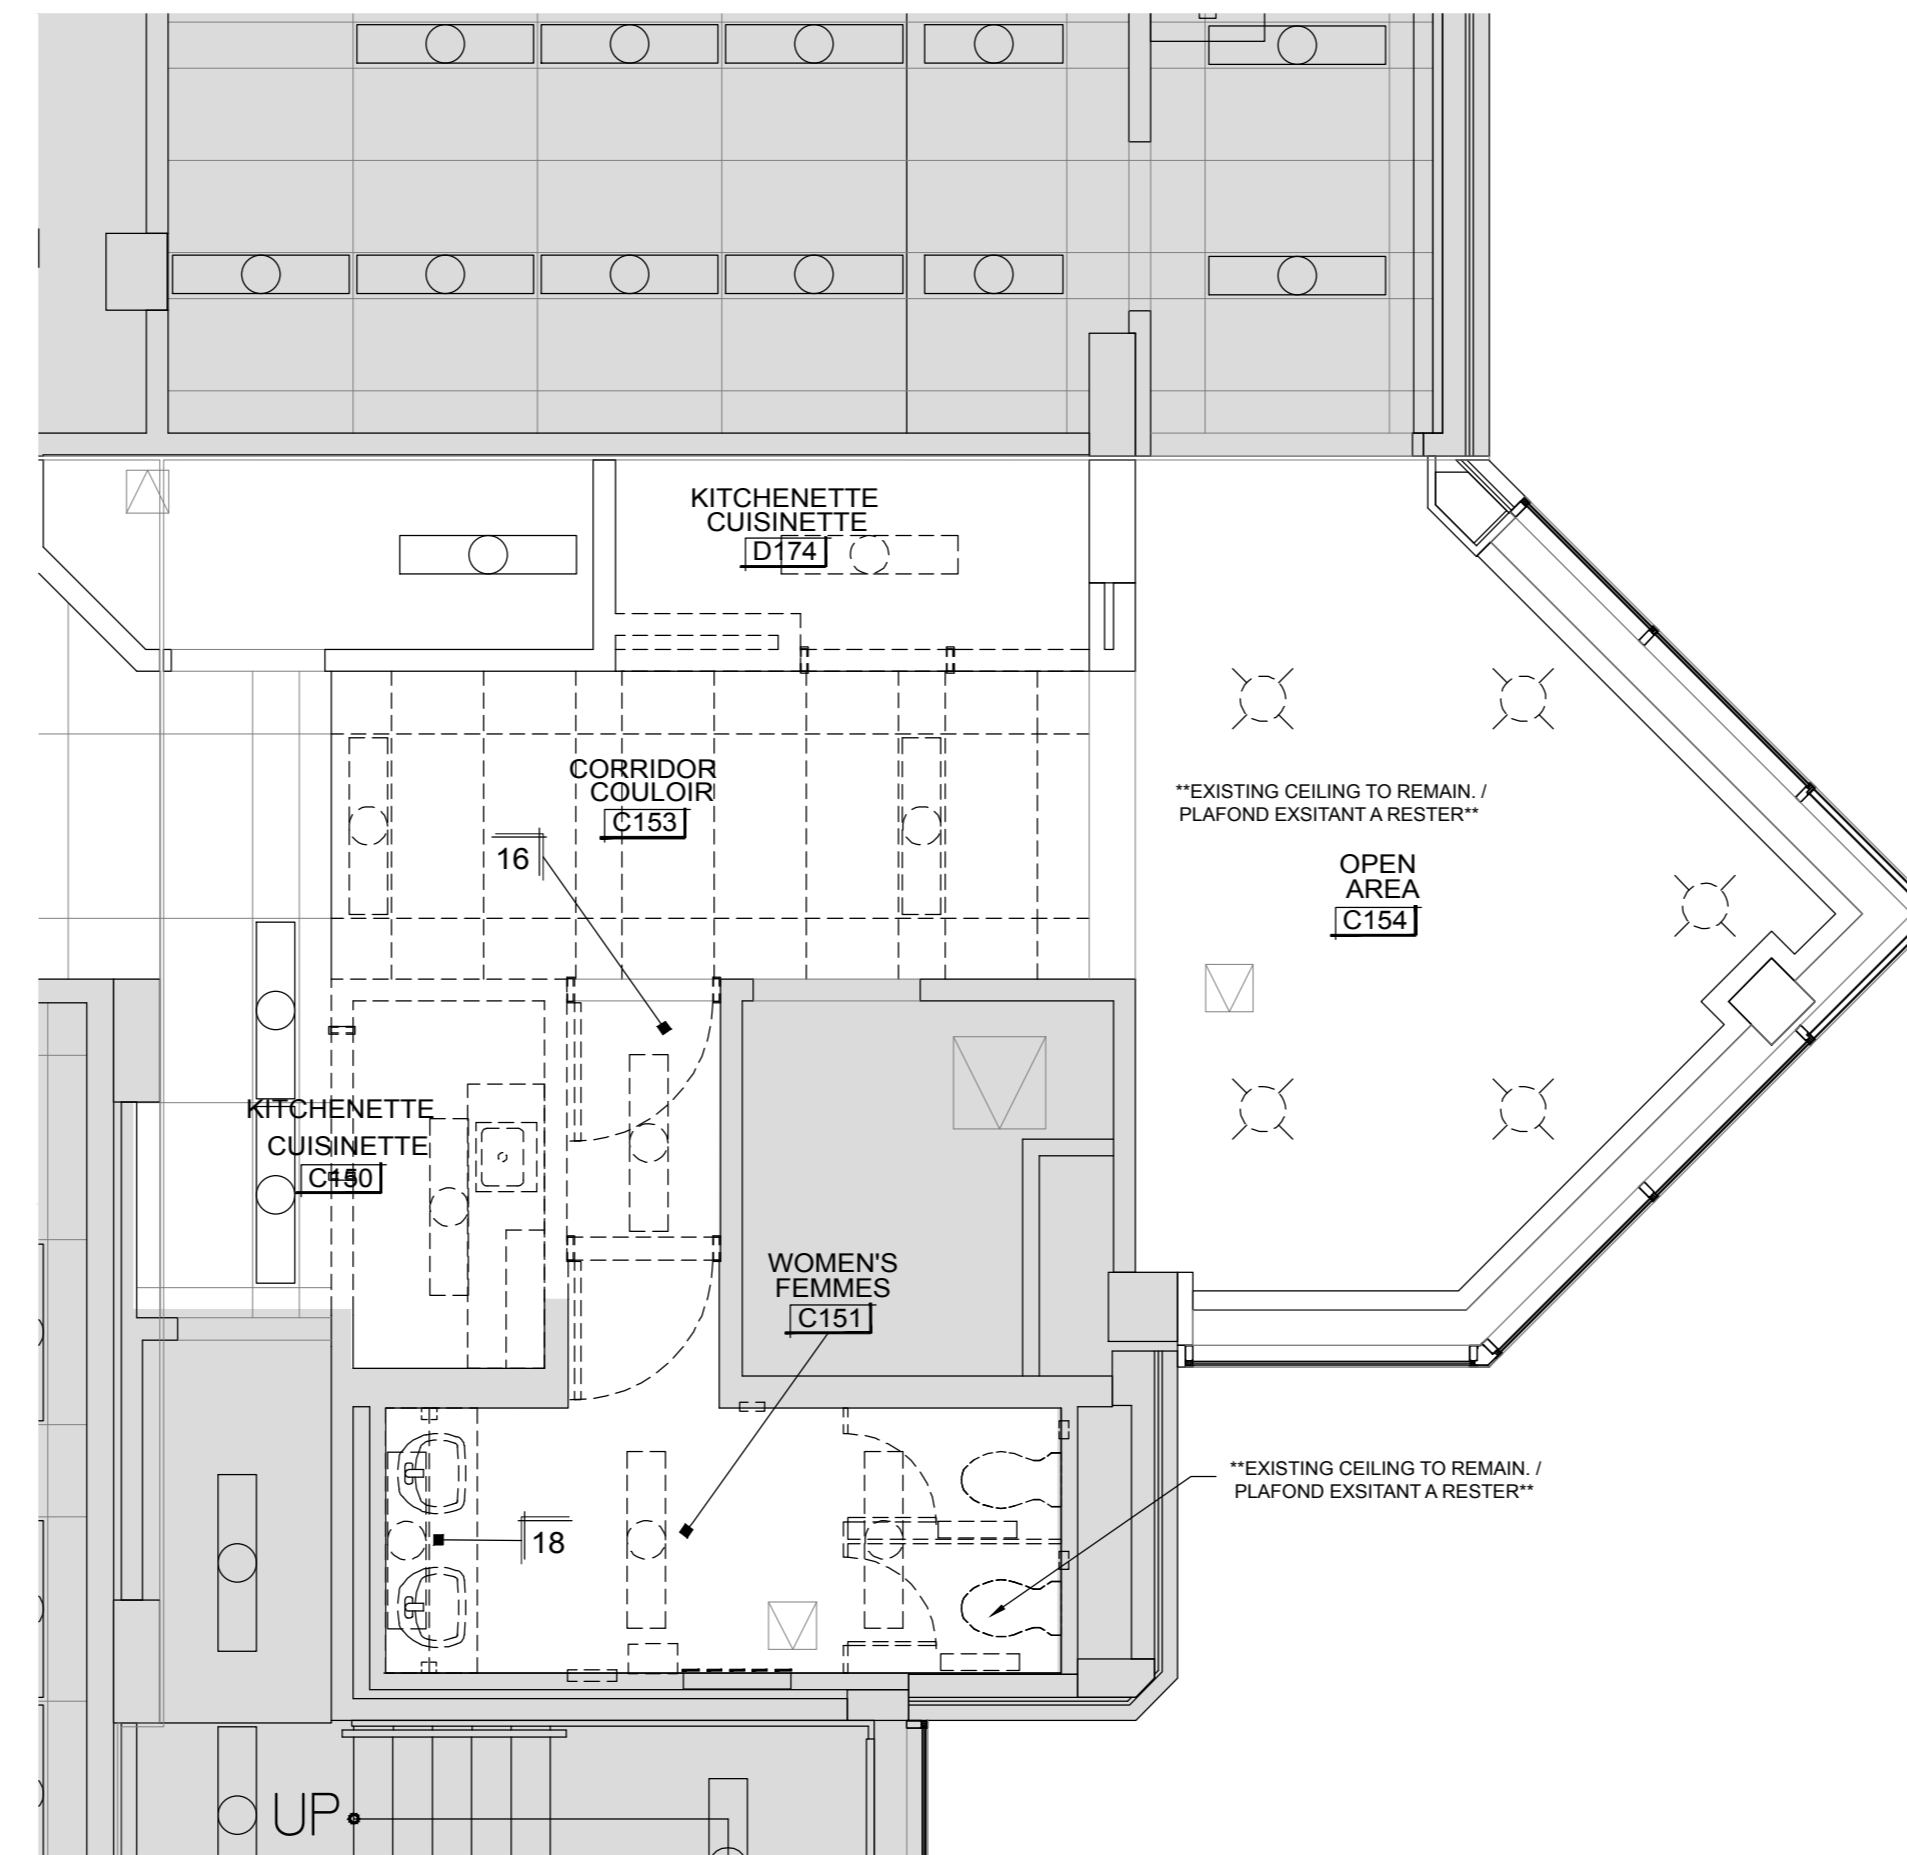 KITCHENETTE
CUISINETTE
D174
CORRIDOR
COULOIR
C153
16
**EXISTING CEILING TO REMAIN. /
PLAFOND EXSITANT A RESTER**
OPEN
AREA
C154
KITCHENETTE
CUISINETTE
C150
WOMEN'S
FEMMES
C151
**EXISTING CEILING TO REMAIN. /
PLAFOND EXSITANT A RESTER**
18
UP